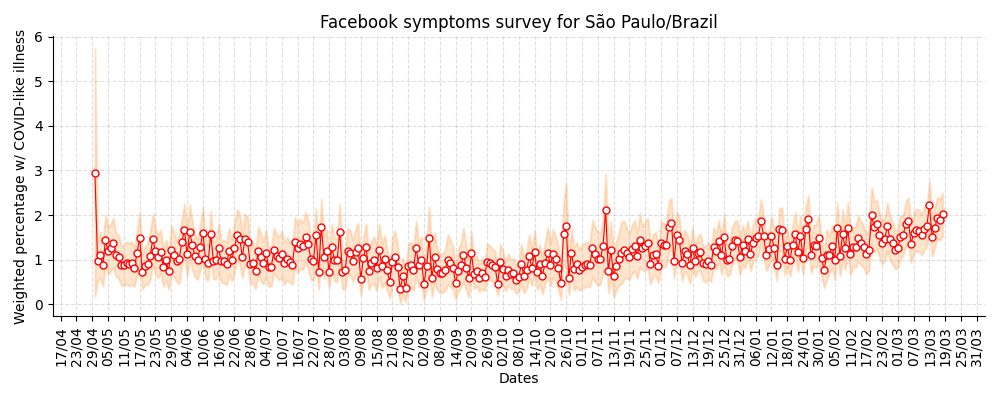 Facebook symptoms survey for São Paulo/Brazil
Weighted percentage w/ COVID-like illness
6
5
4
3
2
1
0
17/04 23/04 29/04 05/05 11/05 17/05 23/05 29/05 04/06 10/06 16/06 22/06 28/06 04/07 10/07 16/07 22/07 28/07 03/08 09/08 15/08 21/08 27/08 02/09 08/09 14/09 20/09 26/09 02/10 08/10 14/10 20/10 26/10 01/11 07/11 13/11 19/11 25/11 01/12 07/12 13/12 19/12 25/12 31/12 06/01 12/01 18/01 24/01 30/01 05/02 11/02 17/02 23/02 01/03 07/03 13/03 19/03 25/03 31/03
Dates